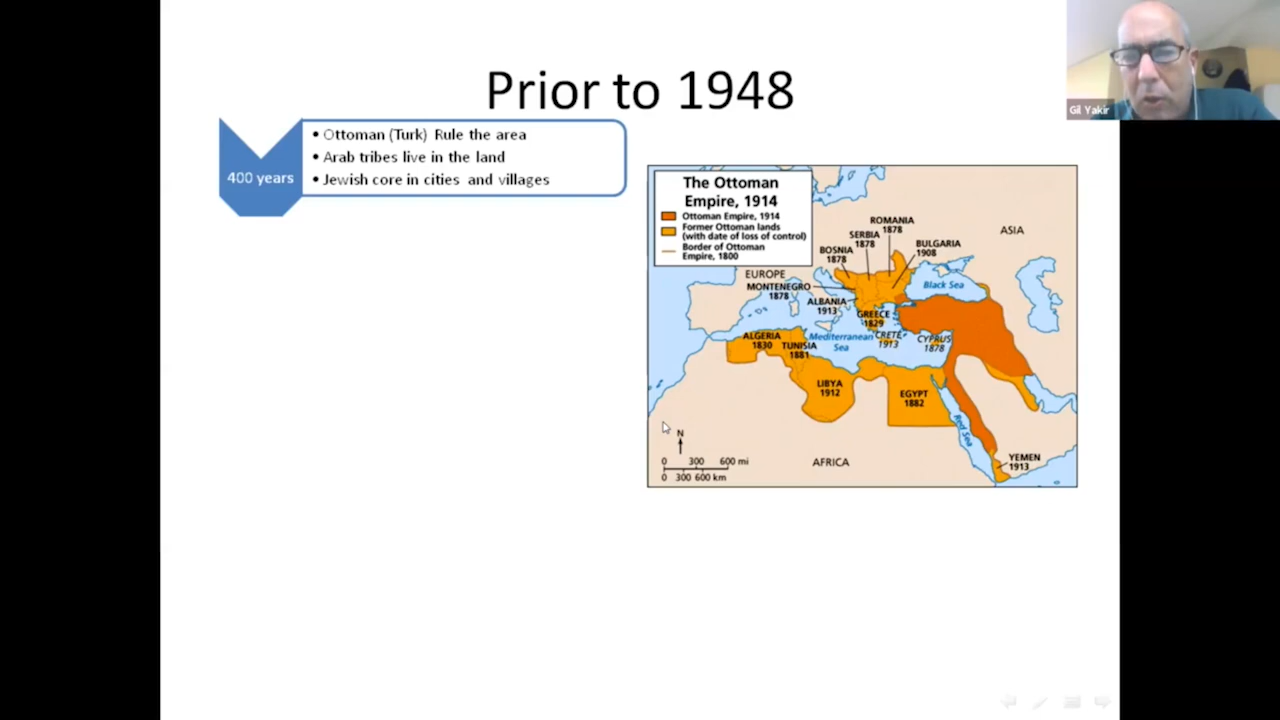 Prior to 1948
400 years
• Ottoman (Turk) Rule the area
• Arab tribes live in the land
• Jewish core in cities and villages
Gil Yakir
The Ottoman
Empire, 1914
Ottoman Empire, 1914
Former Ottoman lands
(with date of loss of control)
Border of Ottoman
Empire, 1800
ROMANIA
1878
SERBIA
1878
BOSNIA
1878
BULGARIA
1908
ASIA
EUROPE
MONTENEGRO
1878
Black Sea
ALBANIA
1913
GREECE
1829
CRETE
1913
CYPRUS
1878
Mediterranean
Sea
ALGERIA
1830
TUNISIA
1881
LIBYA
1912
EGYPT
1882
Red Sea
YEMEN
1913
AFRICA
N
0 300 600 mi
0 300 600 km